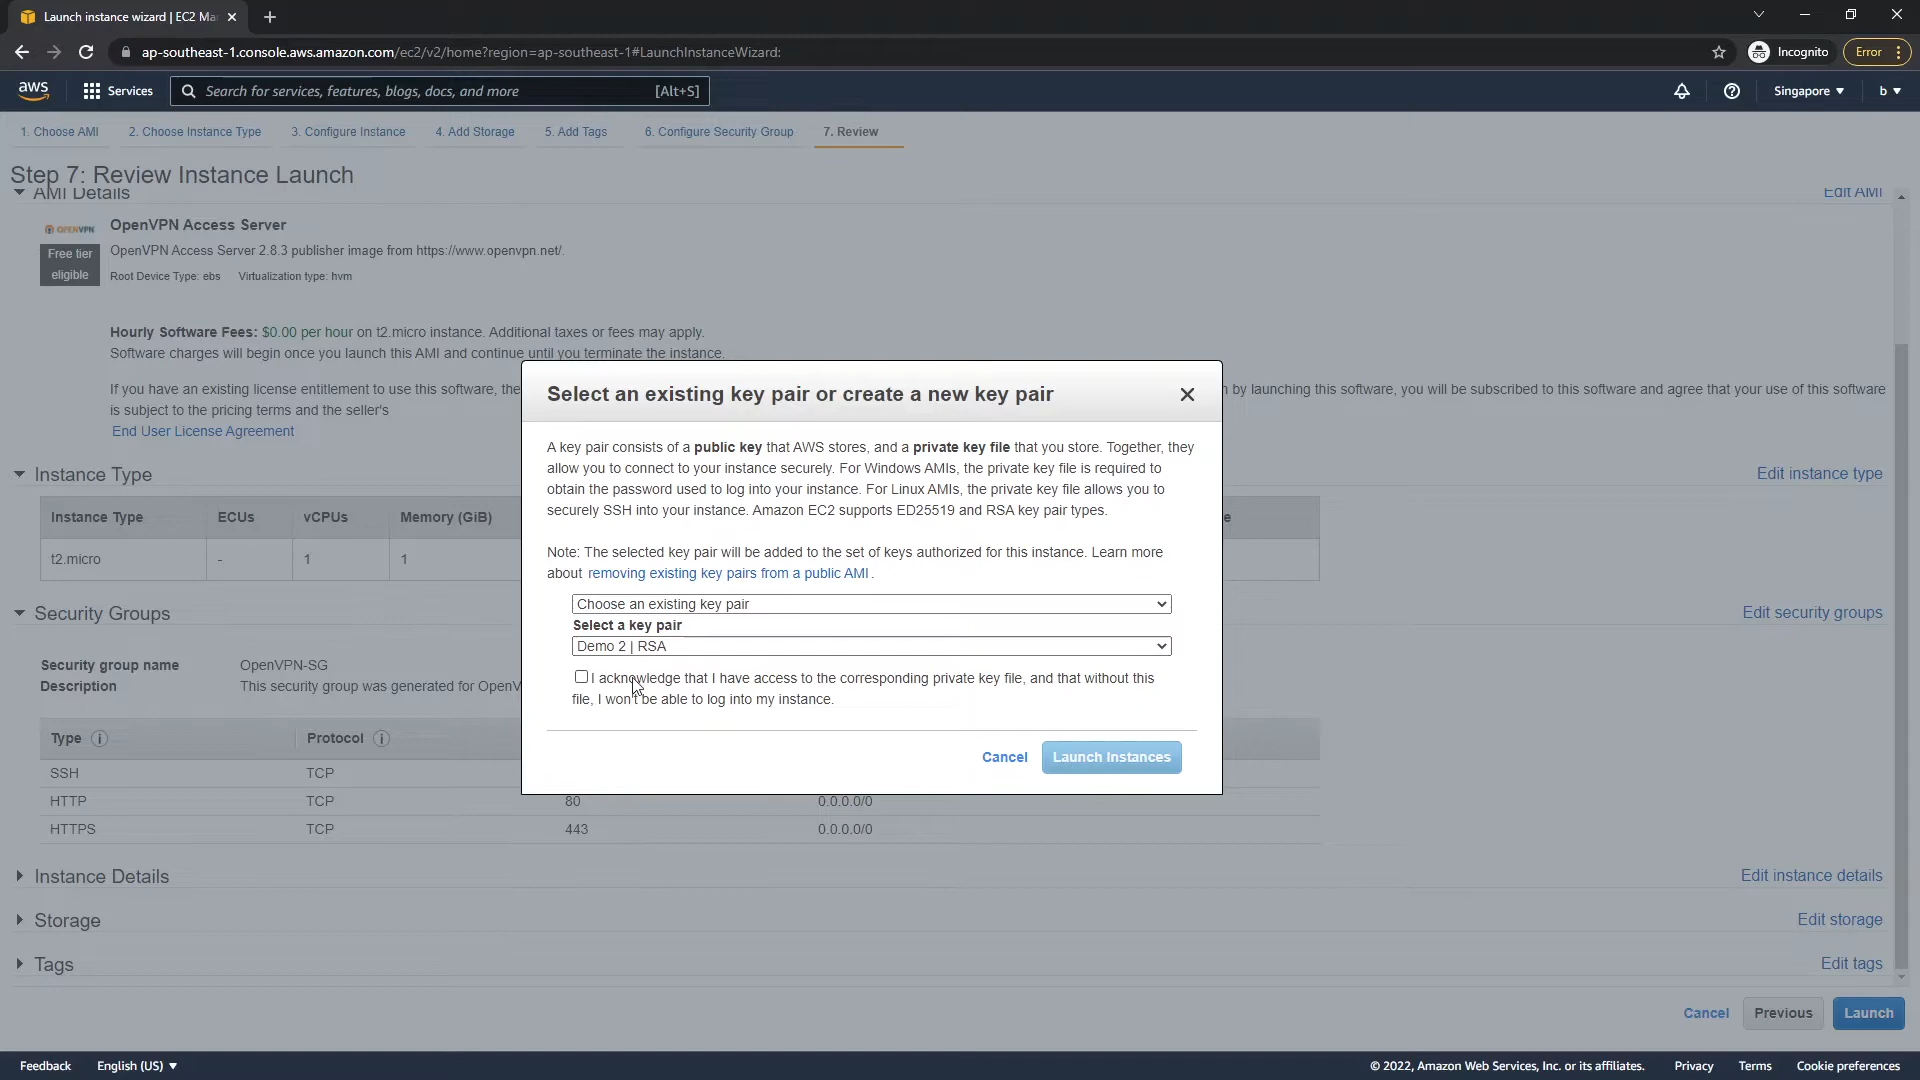 Launch instance wizard | EC2 Ma
ap-southeast-1.console.aws.amazon.com/ec2/v2/home?region=ap-southeast-1#LaunchInstanceWizard:
Incognito
Error
aws
Services
Search for services, features, blogs, docs, and more
[Alt+S]
Singapore
b
1. Choose AMI
2. Choose Instance Type
3. Configure Instance
4. Add Storage
5. Add Tags
6. Configure Security Group
7. Review
Step 7: Review Instance Launch
AMI Details
Edit AMI
OPENVPN
Free tier
eligible
OpenVPN Access Server
OpenVPN Access Server 2.8.3 publisher image from https://www.openvpn.net/.
Root Device Type: ebs Virtualization type: hvm
Hourly Software Fees: $0.00 per hour on t2.micro instance. Additional taxes or fees may apply.
Software charges will begin once you launch this AMI and continue until you terminate the instance.
If you have an existing license entitlement to use this software, the
by launching this software, you will be subscribed to this software and agree that your use of this software
is subject to the pricing terms and the seller's
End User License Agreement
Instance Type
Edit instance type
Instance Type
ECUs
vCPUs
Memory (GiB)
e
t2.micro
-
1
1
Security Groups
Edit security groups
Security group name
OpenVPN-SG
Description
This security group was generated for OpenV
Type
Protocol
SSH
TCP
HTTP
TCP
80
0.0.0.0/0
HTTPS
TCP
443
0.0.0.0/0
Instance Details
Edit instance details
Storage
Edit storage
Tags
Edit tags
Select an existing key pair or create a new key pair
A key pair consists of a public key that AWS stores, and a private key file that you store. Together, they
allow you to connect to your instance securely. For Windows AMIs, the private key file is required to
obtain the password used to log into your instance. For Linux AMIs, the private key file allows you to
securely SSH into your instance. Amazon EC2 supports ED25519 and RSA key pair types.
Note: The selected key pair will be added to the set of keys authorized for this instance. Learn more
about removing existing key pairs from a public AMI .
Choose an existing key pair
Select a key pair
Demo 2 | RSA
I acknowledge that I have access to the corresponding private key file, and that without this
file, I won't be able to log into my instance.
Cancel
Launch Instances
Cancel
Previous
Launch
Feedback
English (US)
© 2022, Amazon Web Services, Inc. or its affiliates.
Privacy
Terms
Cookie preferences